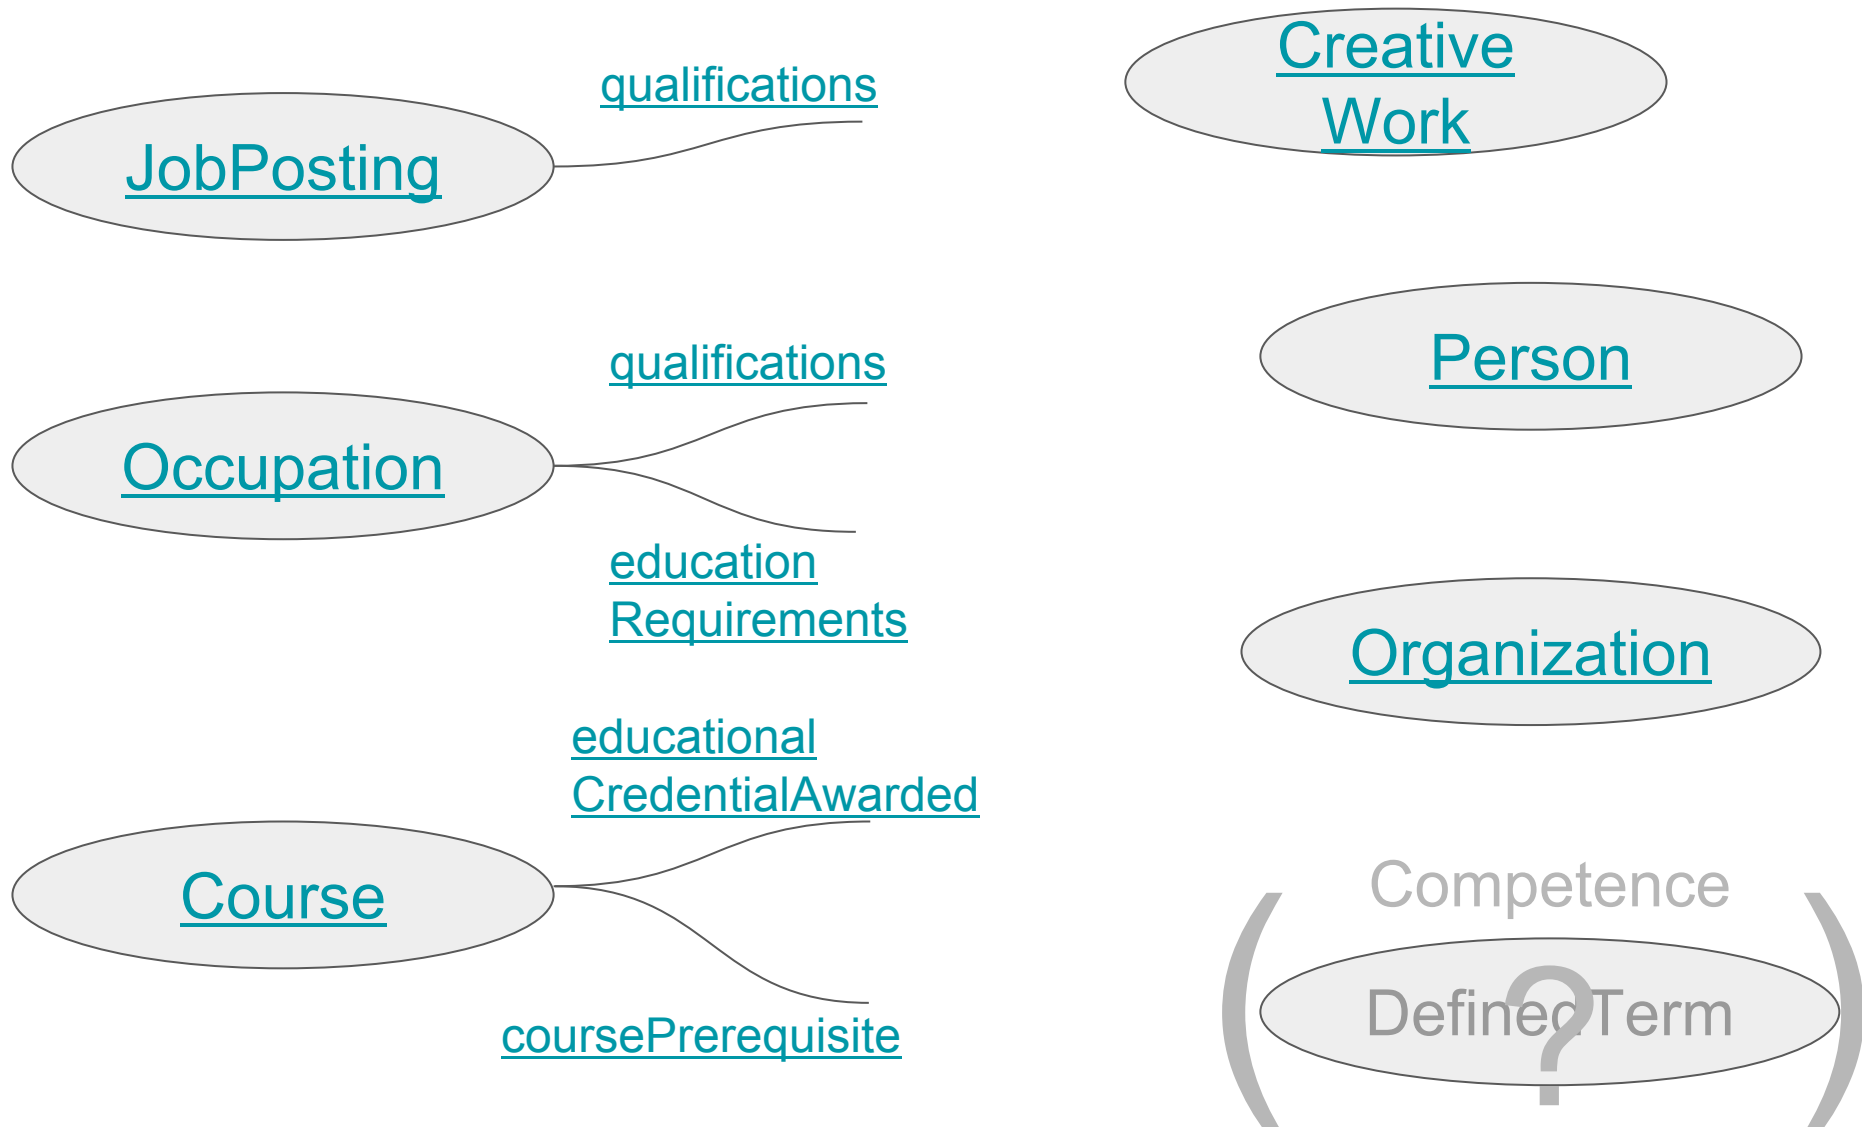 qualifications
JobPosting
qualifications
Occupation
education
Requirements
educational
CredentialAwarded
Course
coursePrerequisite
Creative
Work
Person
Organization
Competence
( DefinedTerm )
?